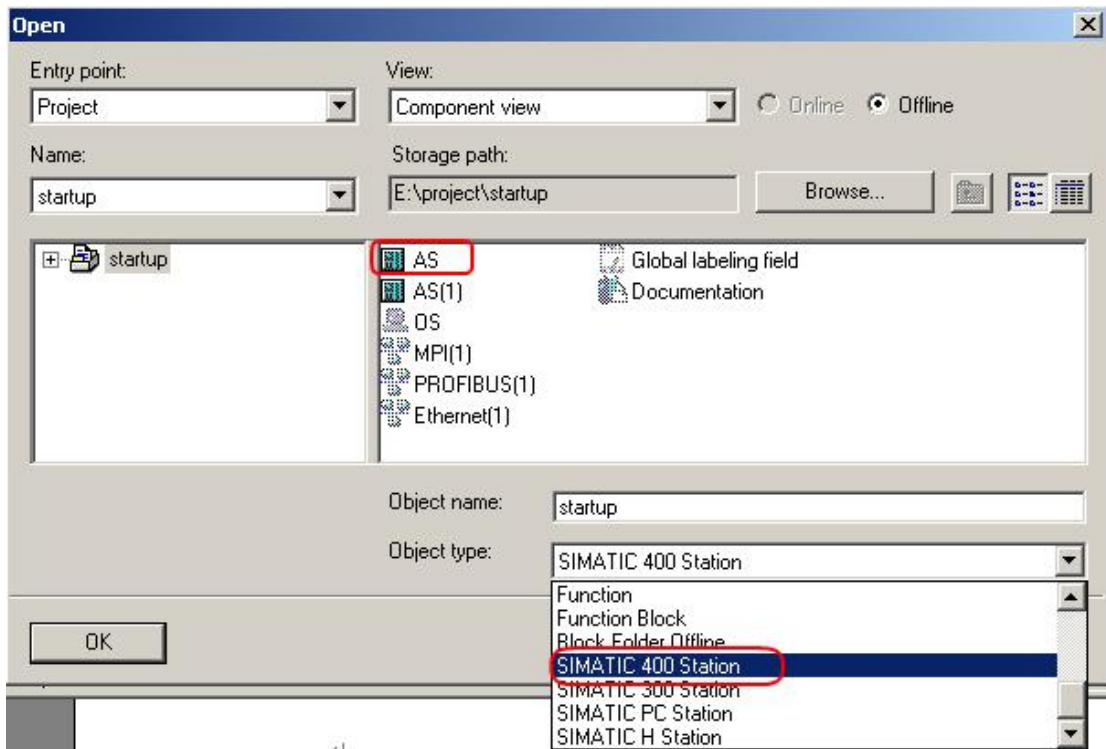 Open
Entry point:
View:
Project
Component view
Online
Offline
Name:
Storage path:
startup
E:\project\startup
Browse...
startup
AS
AS(1)
OS
MPI(1)
PROFIBUS(1)
Ethernet(1)
Global labeling field
Documentation
Object name:
startup
Object type:
SIMATIC 400 Station
Function
Function Block
Block Folder Offline
SIMATIC 400 Station
SIMATIC 300 Station
SIMATIC PC Station
SIMATIC H Station
OK